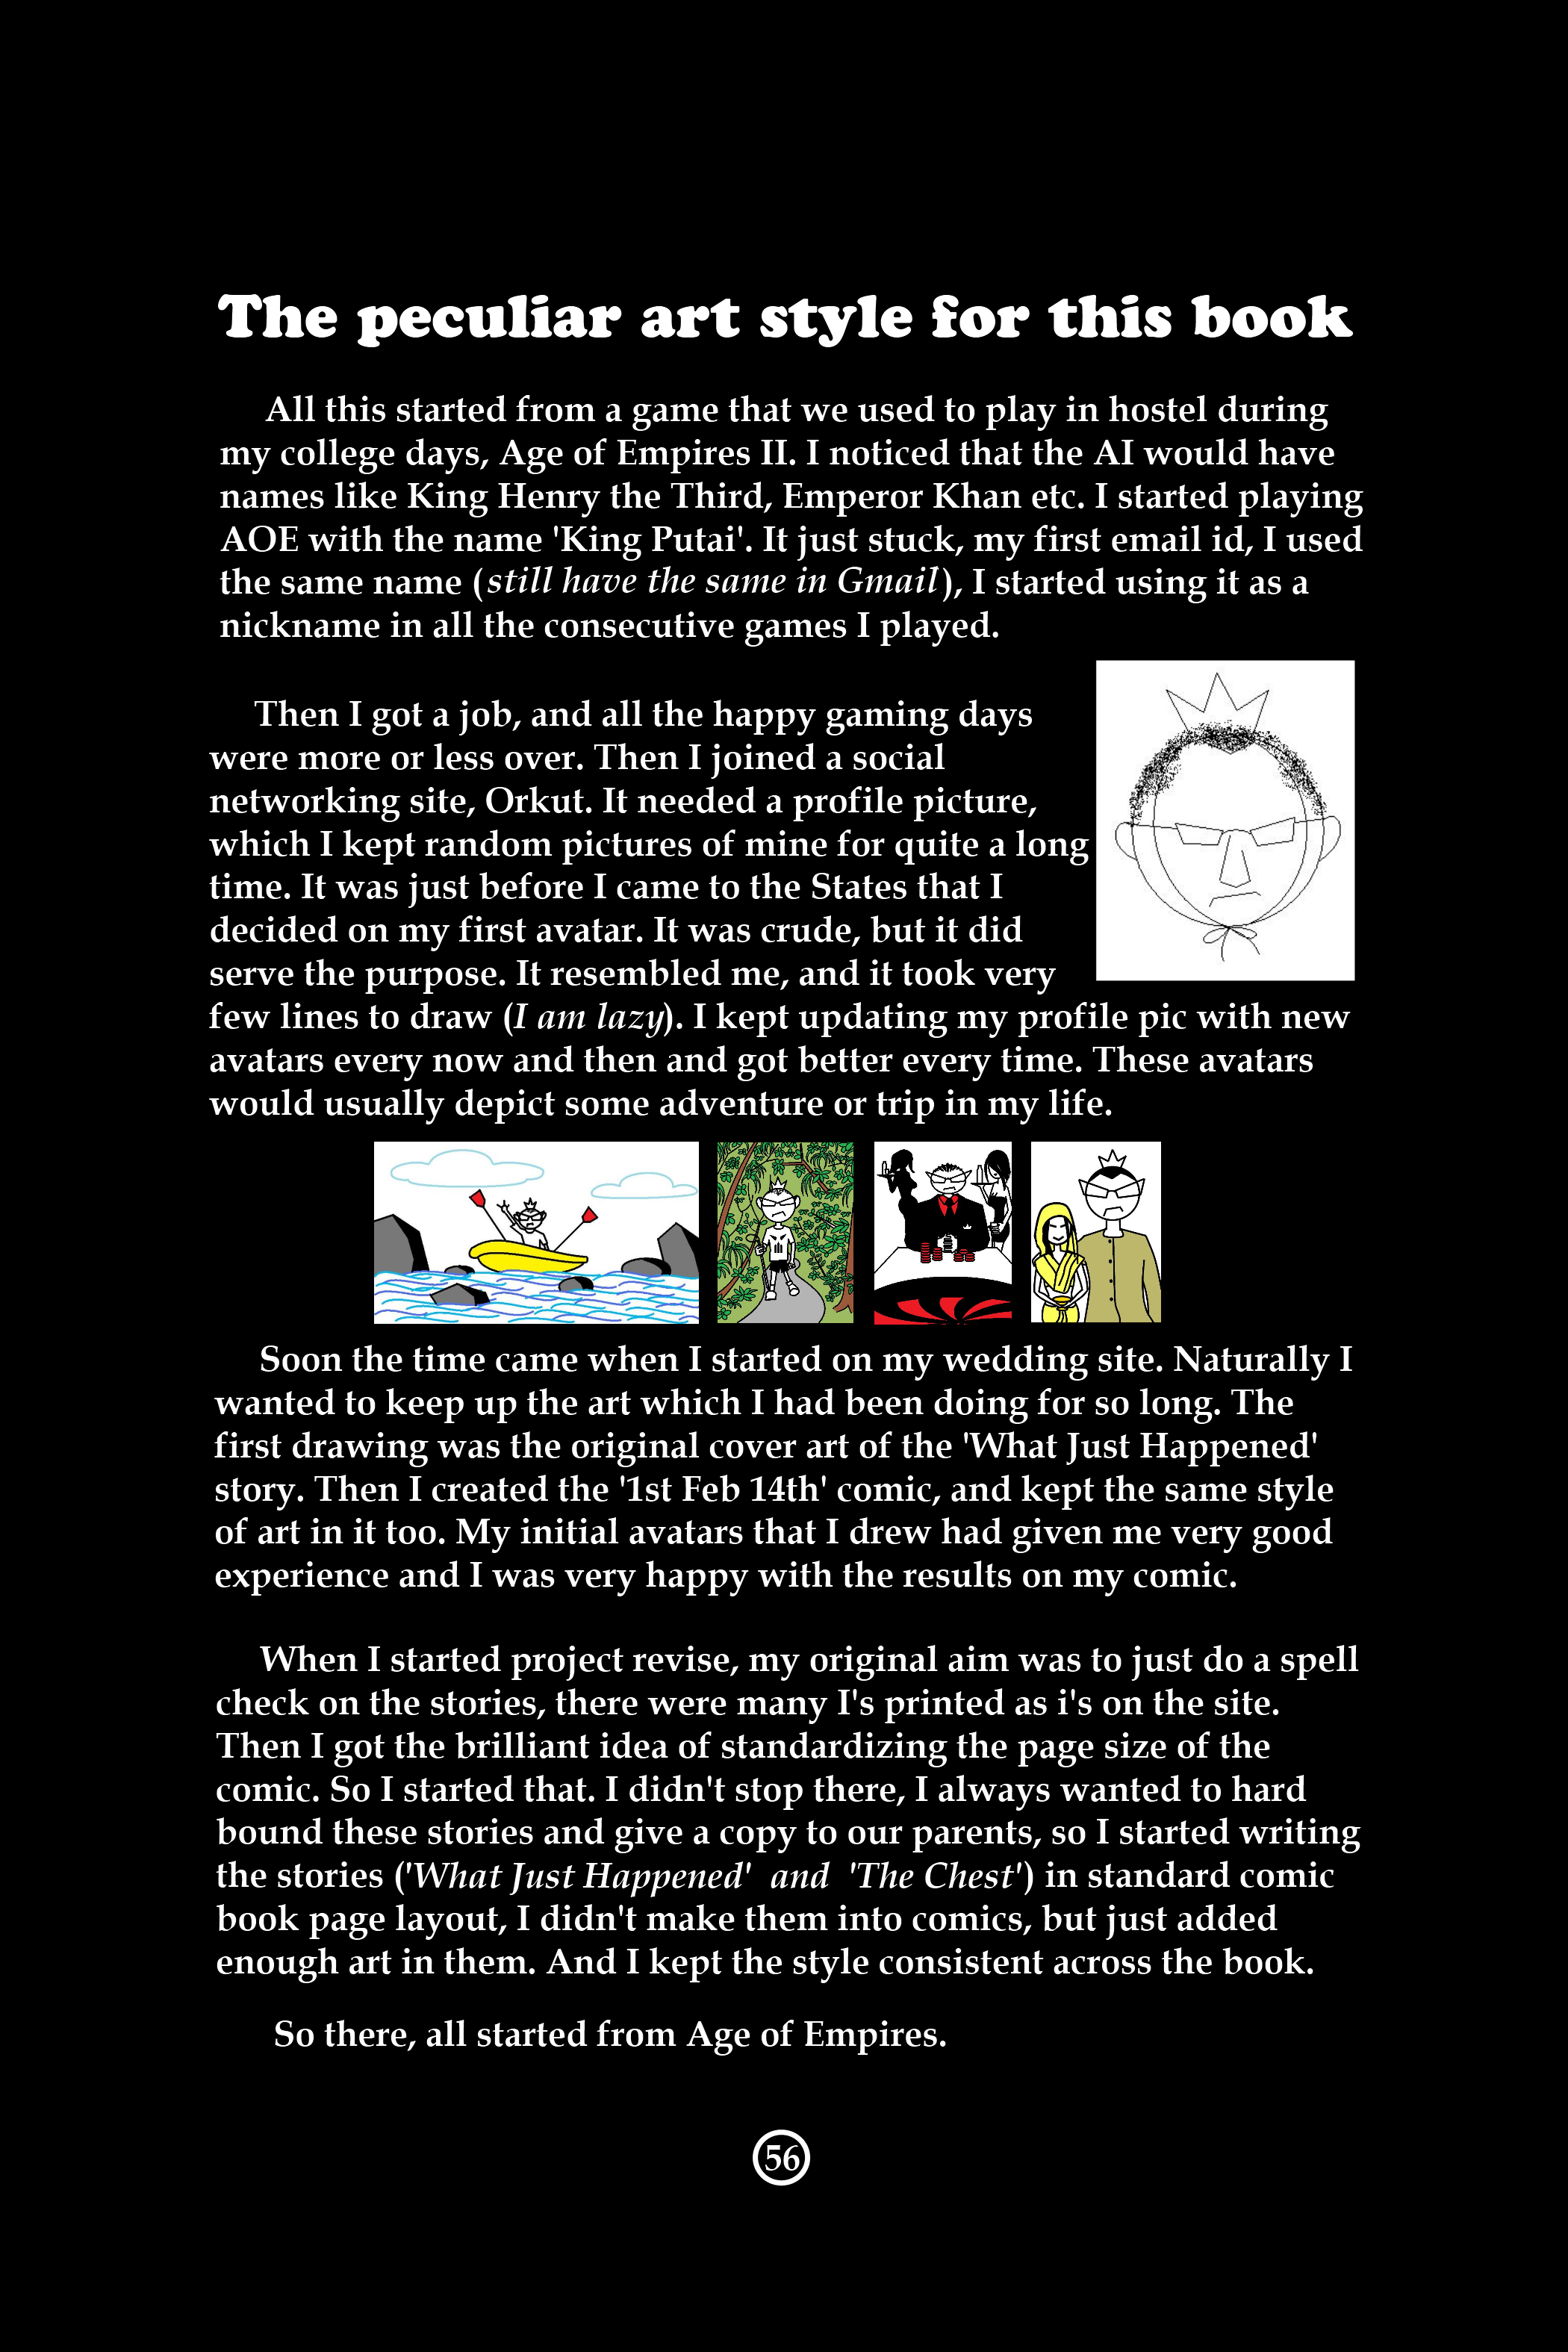 The peculiar art style for this book
All this started from a game that we used to play in hostel during
my college days, Age of Empires II. I noticed that the AI would have
names like King Henry the Third, Emperor Khan etc. I started playing
AOE with the name 'King Putai'. It just stuck, my first email id, I used
the same name (still have the same in Gmail), I started using it as a
nickname in all the consecutive games I played.
Then I got a job, and all the happy gaming days
were more or less over. Then I joined a social
networking site, Orkut. It needed a profile picture,
which I kept random pictures of mine for quite a long
time. It was just before I came to the States that I
decided on my first avatar. It was crude, but it did
serve the purpose. It resembled me, and it took very
few lines to draw (I am lazy). I kept updating my profile pic with new
avatars every now and then and got better every time. These avatars
would usually depict some adventure or trip in my life.
Soon the time came when I started on my wedding site. Naturally I
wanted to keep up the art which I had been doing for so long. The
first drawing was the original cover art of the 'What Just Happened'
story. Then I created the '1st Feb 14th' comic, and kept the same style
of art in it too. My initial avatars that I drew had given me very good
experience and I was very happy with the results on my comic.
When I started project revise, my original aim was to just do a spell
check on the stories, there were many I's printed as i's on the site.
Then I got the brilliant idea of standardizing the page size of the
comic. So I started that. I didn't stop there, I always wanted to hard
bound these stories and give a copy to our parents, so I started writing
the stories ('What Just Happened' and 'The Chest') in standard comic
book page layout, I didn't make them into comics, but just added
enough art in them. And I kept the style consistent across the book.
So there, all started from Age of Empires.
56